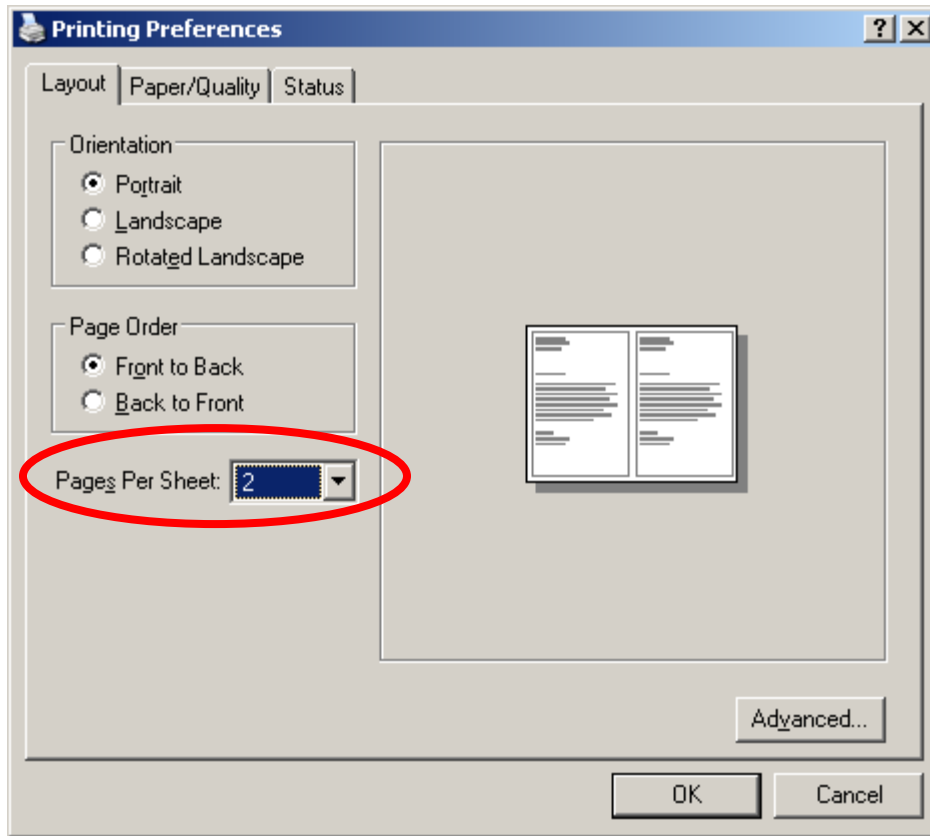 Printing Preferences
Layout Paper/Quality Status
Orientation
Portrait
Landscape
Rotated Landscape
Page Order
Front to Back
Back to Front
Pages Per Sheet: 2
Advanced...
OK Cancel